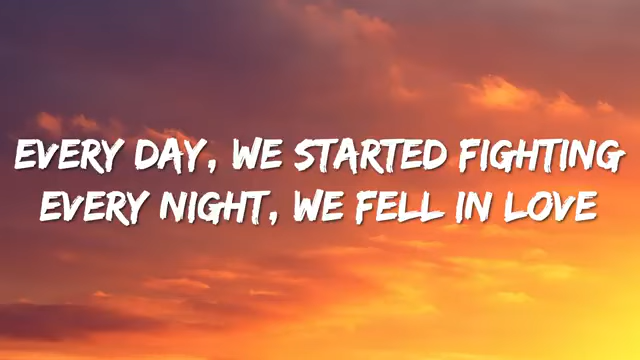 EVERY DAY, WE STARTED FIGHTING
EVERY NIGHT, WE FELL IN LOVE